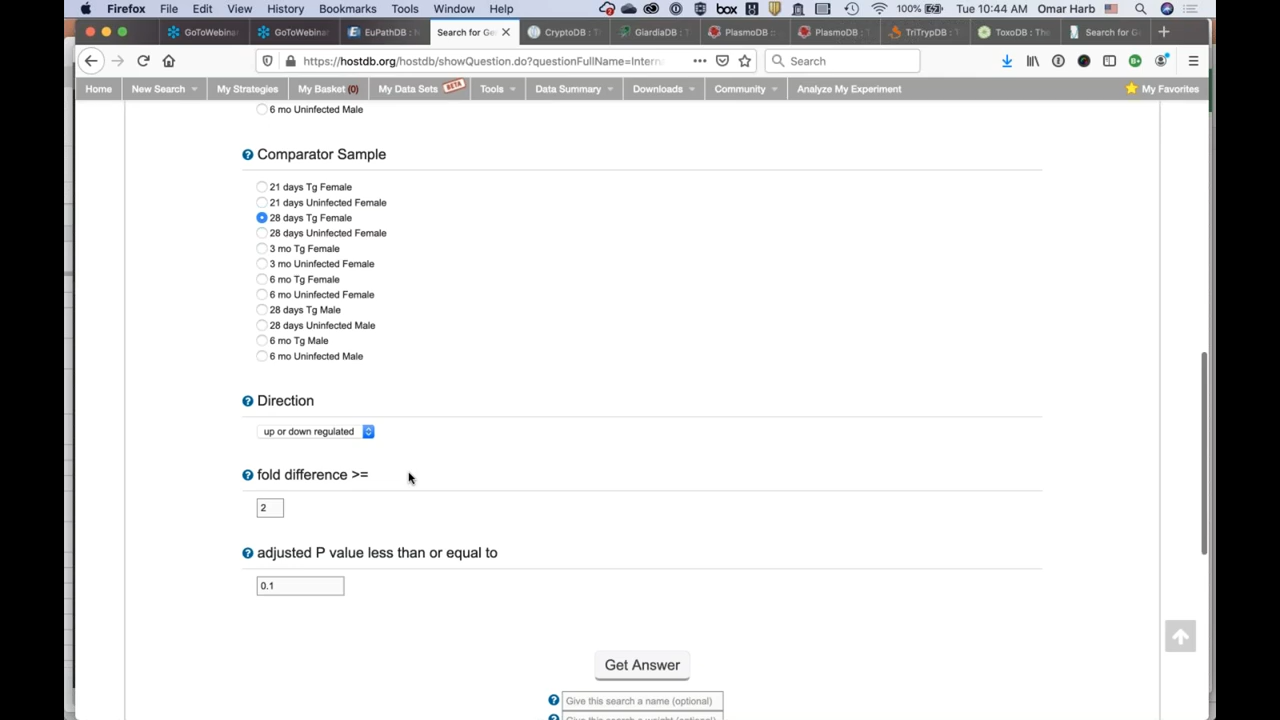 Firefox File Edit View History Bookmarks Tools Window Help box 100% Tue 10:44 AM Omar Harb
GoToWebinar GoToWebinar EuPathDB : Search for Ge CryptoDB : T GiardiaDB : PlasmoDB : PlasmoDB : TriTrypDB : ToxoDB : The Search for G
https://hostdb.org/hostdb/showQuestion.do?questionFullName=Intern Search
Home New Search My Strategies My Basket (0) My Data Sets BETA Tools Data Summary Downloads Community Analyze My Experiment My Favorites
6 mo Uninfected Male
Comparator Sample
21 days Tg Female
21 days Uninfected Female
28 days Tg Female
28 days Uninfected Female
3 mo Tg Female
3 mo Uninfected Female
6 mo Tg Female
6 mo Uninfected Female
28 days Tg Male
28 days Uninfected Male
6 mo Tg Male
6 mo Uninfected Male
Direction
up or down regulated
fold difference >=
2
adjusted P value less than or equal to
0.1
Get Answer
Give this search a name (optional)
Give this search a weight (optional)